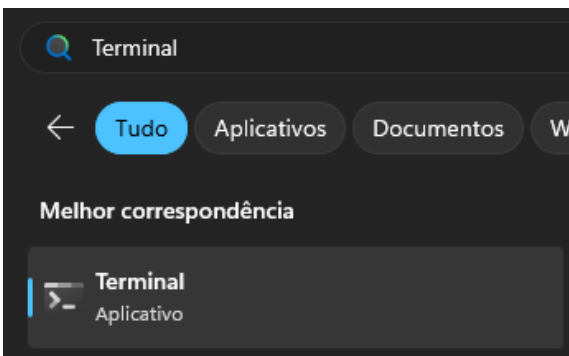 Terminal
Tudo Aplicativos Documentos W
Melhor correspondência
Terminal
Aplicativo